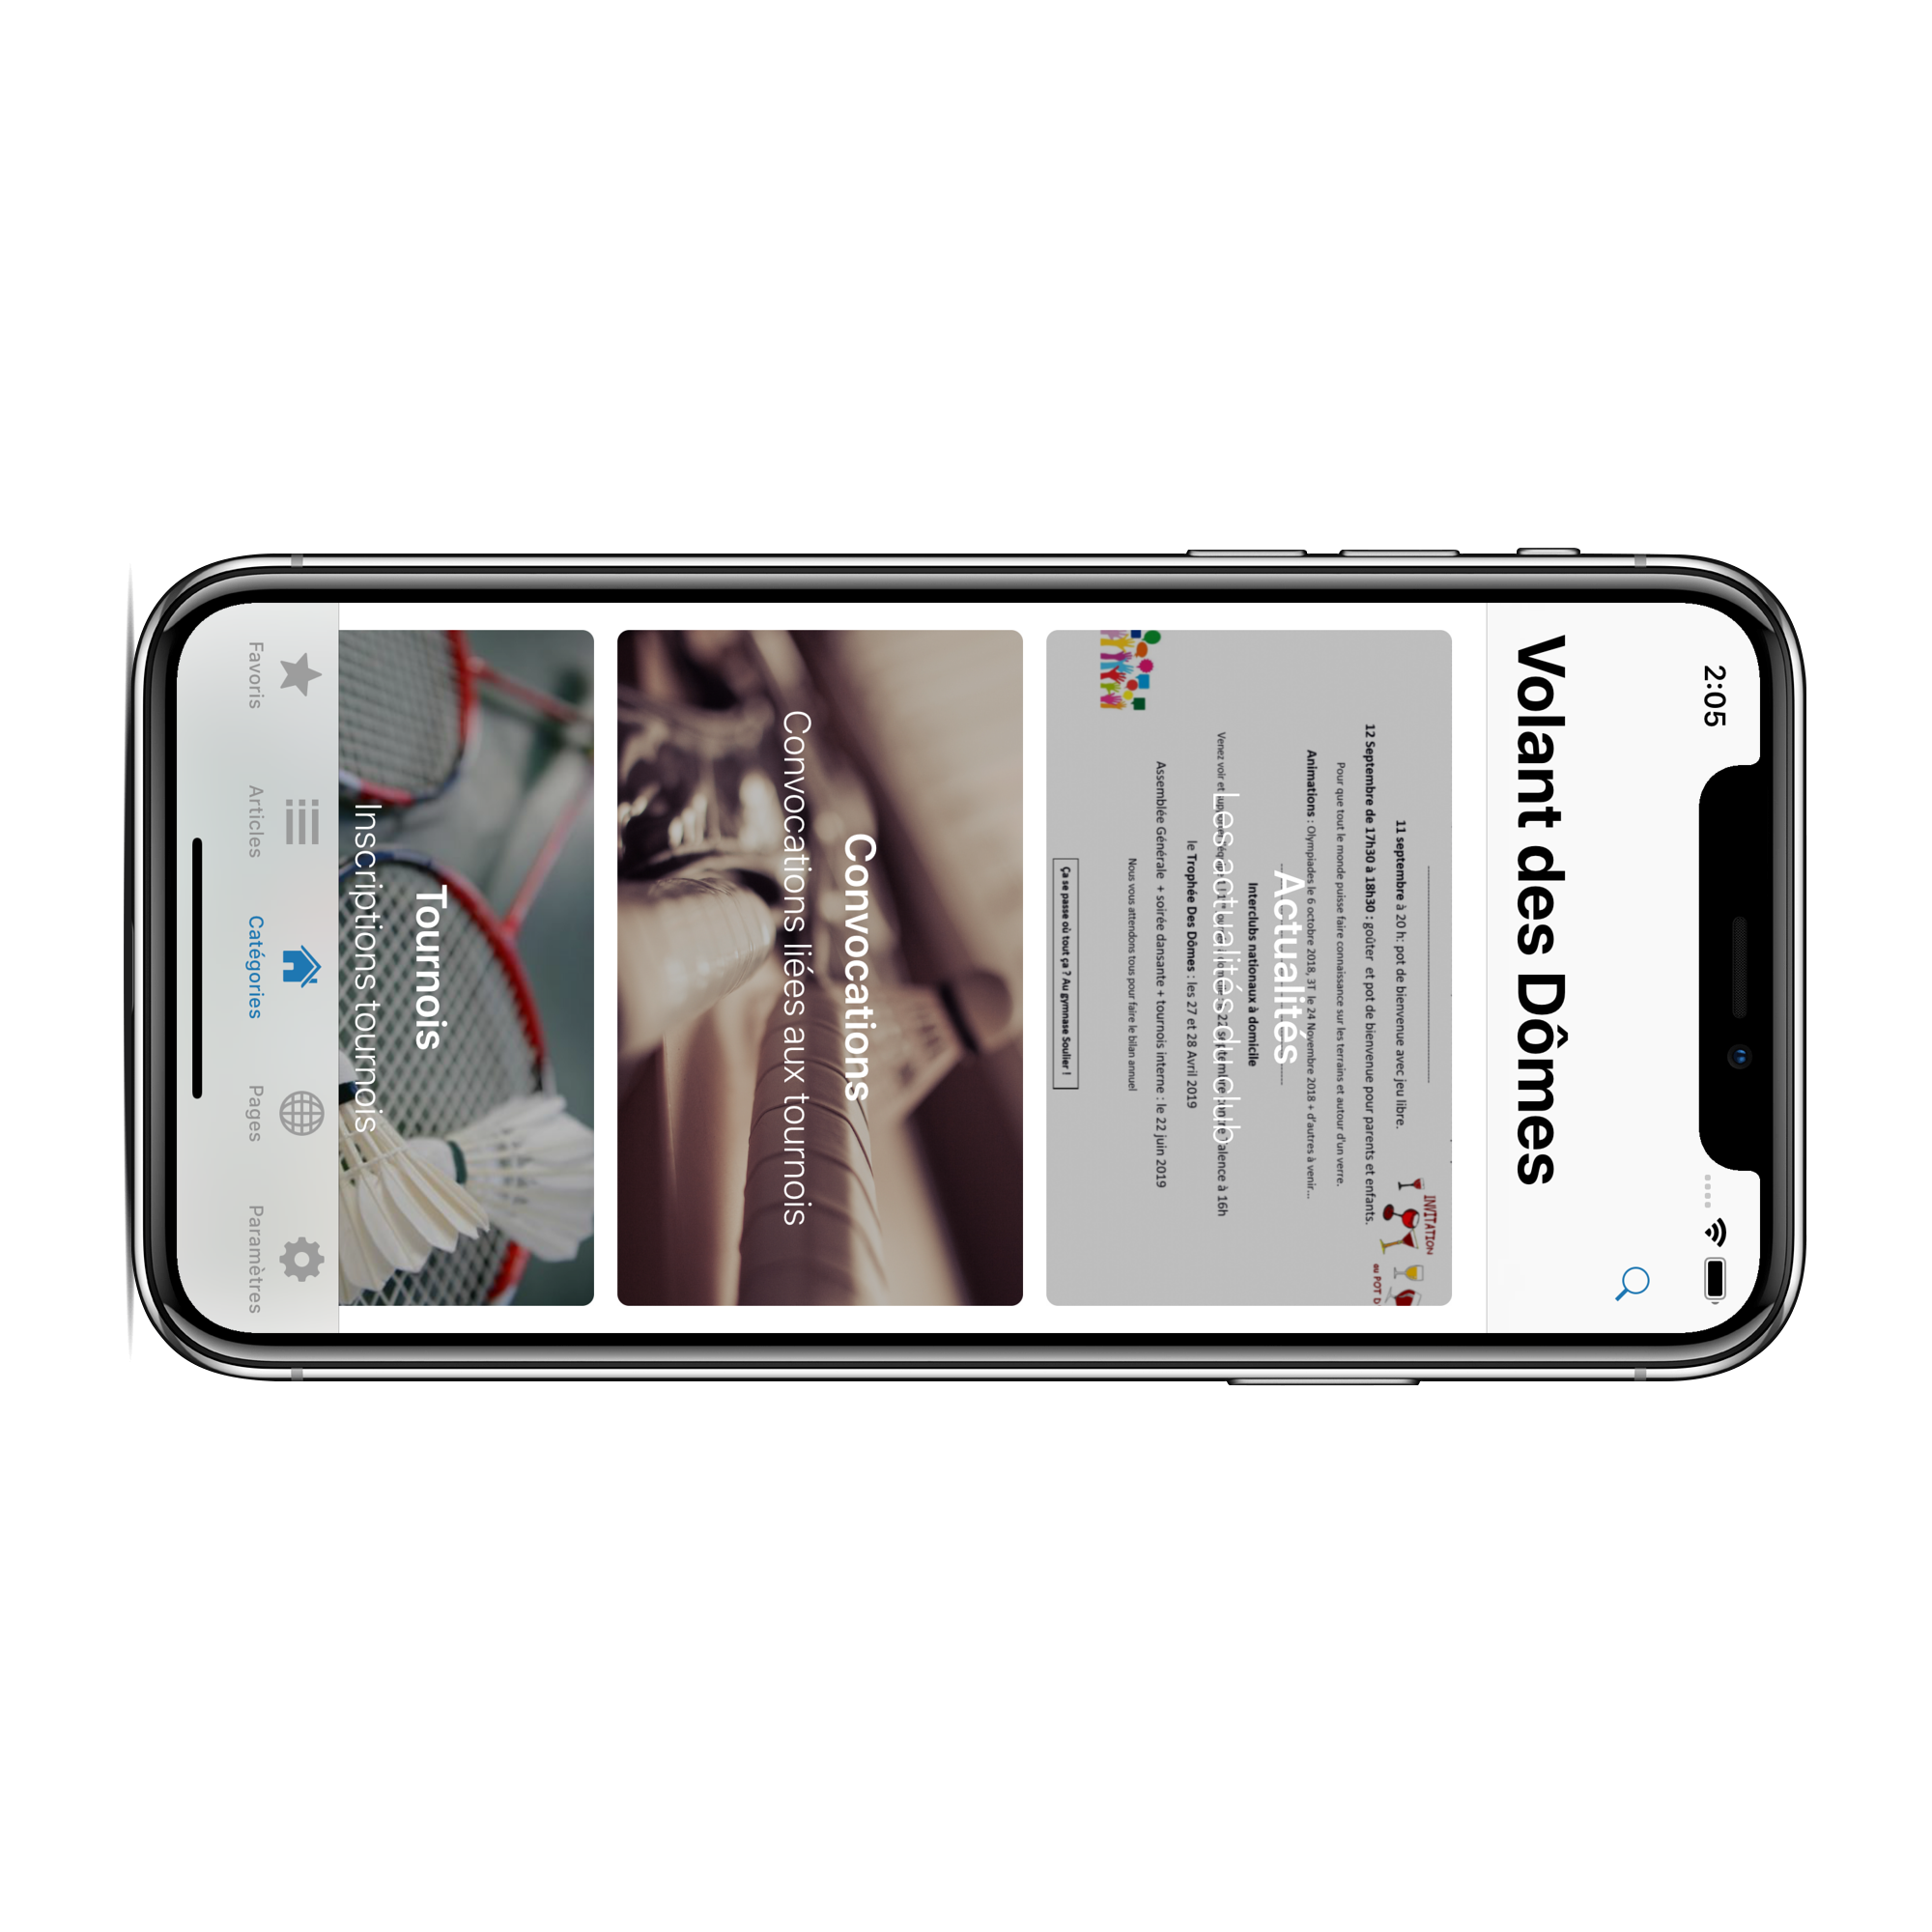 2:05
Volant des Dômes
INVITATION
au POT D
11 septembre à 20 h: pot de bienvenue avec jeu libre.
12 Septembre de 17h30 à 18h30 : goûter et pot de bienvenue pour parents et enfants.
Pour que tout le monde puisse faire connaissance sur les terrains et autour d'un verre.
Animations : Olympiades le 6 octobre 2018, 3T le 24 Novembre 2018 + d'autres à venir...
Actualités
Interclubs nationaux à domicile
Les actualités du club
Venez voir et à 16h
le Trophée Des Dômes : les 27 et 28 Avril 2019
Assemblée Générale + soirée dansante + tournois interne : le 22 juin 2019
Nous vous attendons tous pour faire le bilan annuel
Ça se passe où tout ça ? Au gymnase Soulier !
Convocations
Convocations liées aux tournois
Tournois
Inscriptions tournois
Favoris Articles Catégories Pages Paramètres